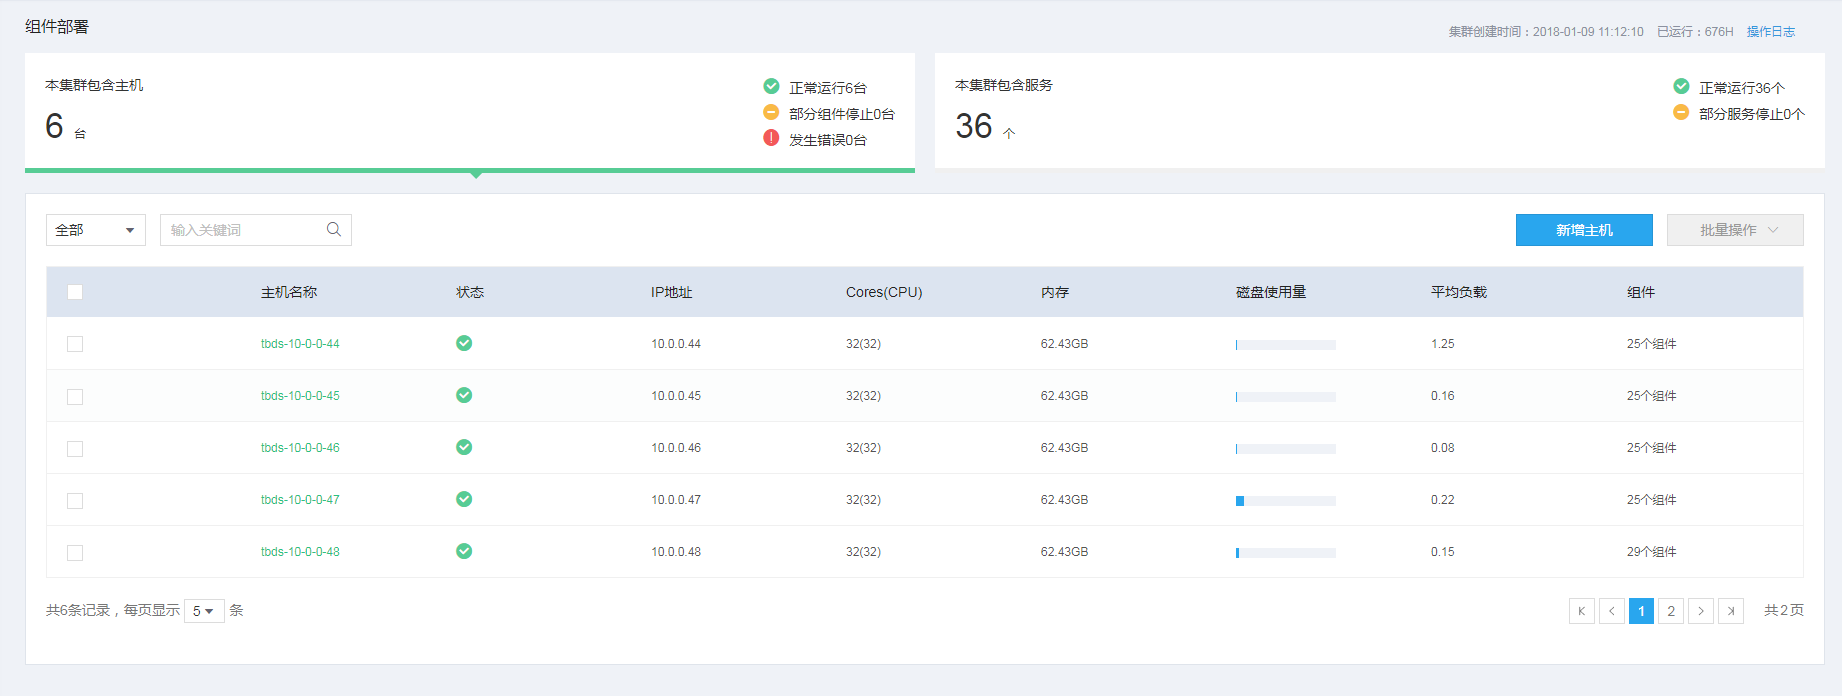 组件部署
集群创建时间：2018-01-09 11:12:10 已运行：676H 操作日志
本集群包含主机
6 台
正常运行6台
部分组件停止0台
发生错误0台
本集群包含服务
36 个
正常运行36个
部分服务停止0个
全部 输入关键词 新增主机 批量操作
主机名称 状态 IP地址 Cores(CPU) 内存 磁盘使用量 平均负载 组件
tbds-10-0-0-44 10.0.0.44 32(32) 62.43GB 1.25 25个组件
tbds-10-0-0-45 10.0.0.45 32(32) 62.43GB 0.16 25个组件
tbds-10-0-0-46 10.0.0.46 32(32) 62.43GB 0.08 25个组件
tbds-10-0-0-47 10.0.0.47 32(32) 62.43GB 0.22 25个组件
tbds-10-0-0-48 10.0.0.48 32(32) 62.43GB 0.15 29个组件
共6条记录，每页显示 5 条 1 2 共2页